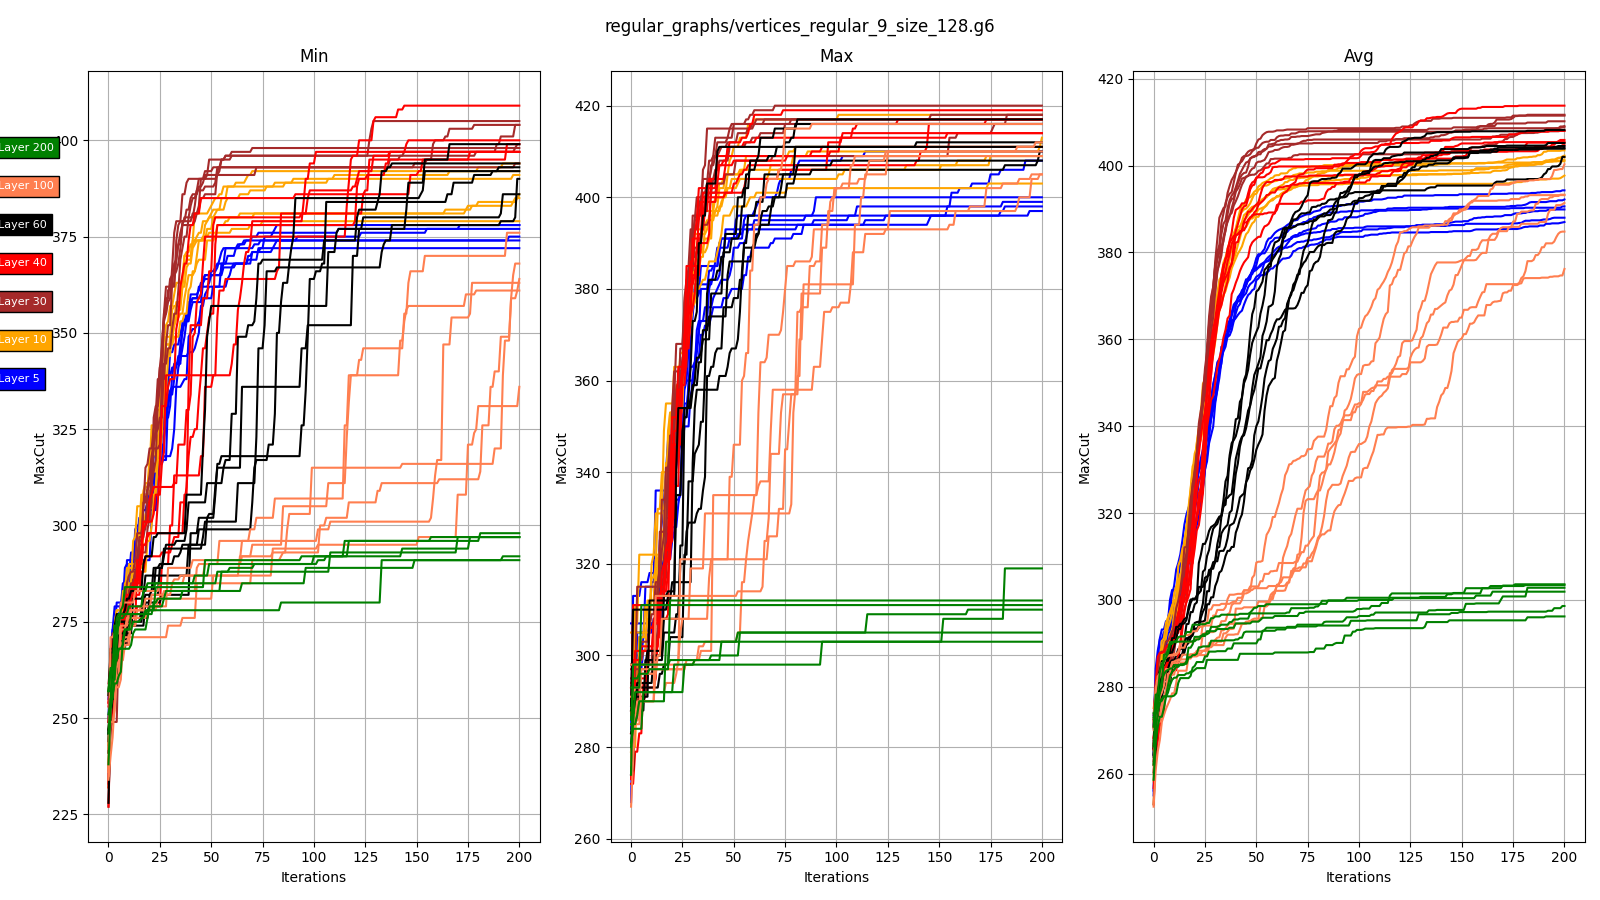 regular_graphs/vertices_regular_9_size_128.g6
Min
Max
Avg
Layer 200
Layer 100
Layer 60
Layer 40
Layer 30
Layer 10
Layer 5
MaxCut
400
375
350
325
300
275
250
225
0 25 50 75 100 125 150 175 200
Iterations
MaxCut
420
400
380
360
340
320
300
280
260
0 25 50 75 100 125 150 175 200
Iterations
MaxCut
420
400
380
360
340
320
300
280
260
0 25 50 75 100 125 150 175 200
Iterations